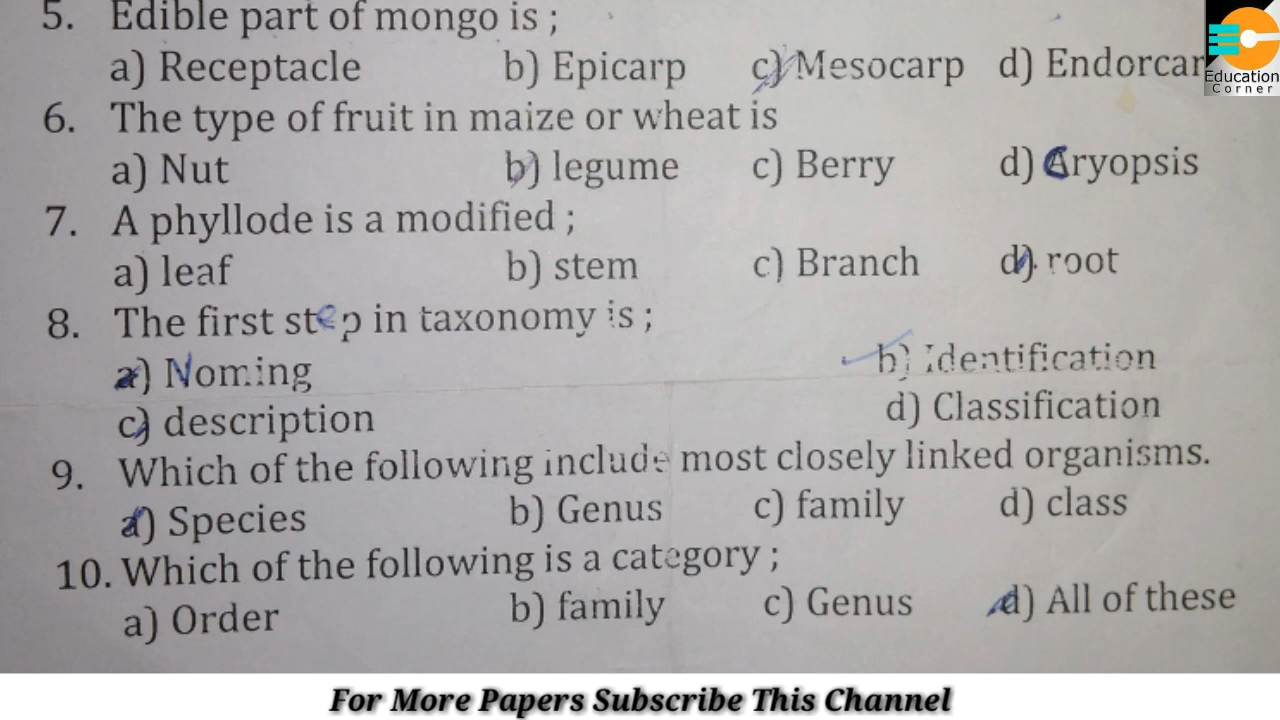 5. Edible part of mongo is ;
a) Receptacle b) Epicarp c) Mesocarp d) Endorcar
Education
Corner
6. The type of fruit in maize or wheat is
a) Nut b) legume c) Berry d) Caryopsis
7. A phyllode is a modified ;
a) leaf b) stem c) Branch d) root
8. The first step in taxonomy is ;
a) Noming b) Identification
c) description d) Classification
9. Which of the following include most closely linked organisms.
a) Species b) Genus c) family d) class
10. Which of the following is a category ;
a) Order b) family c) Genus d) All of these
For More Papers Subscribe This Channel